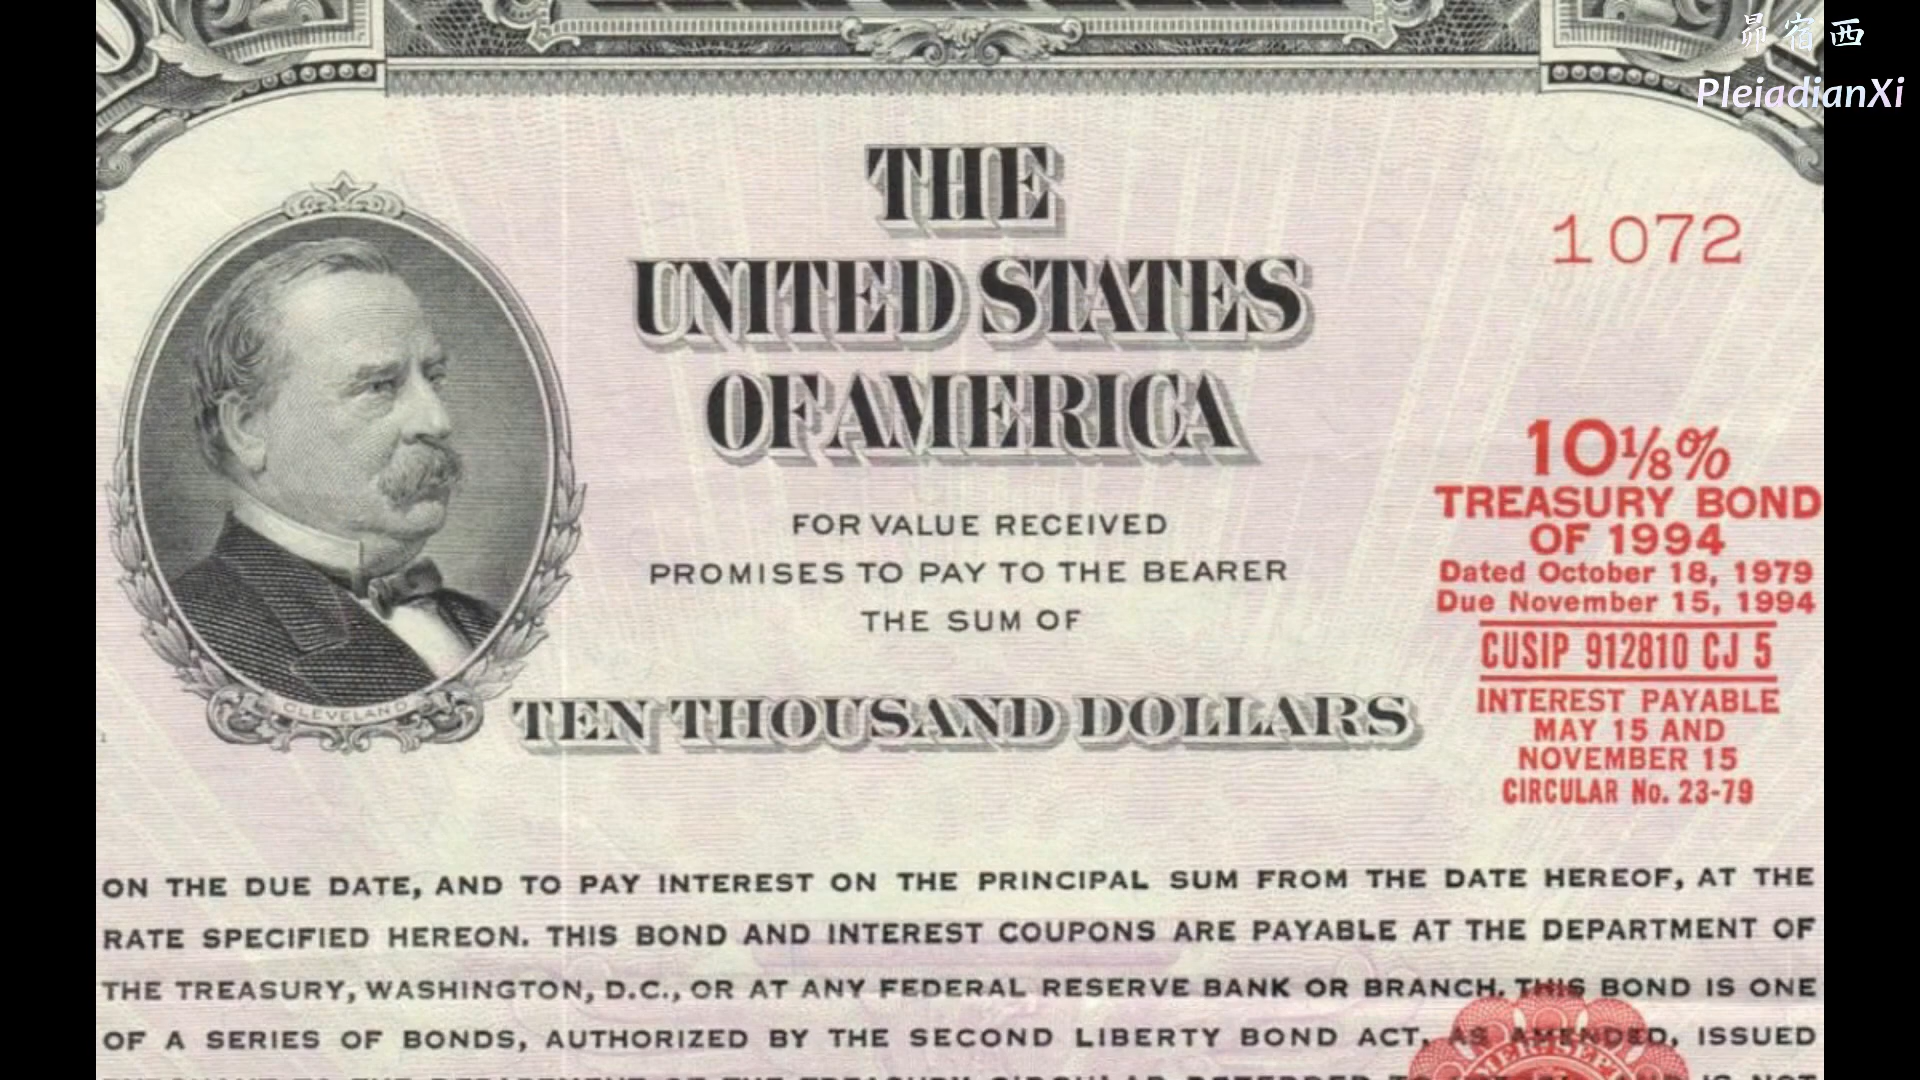 昴宿西
PleiadianXi
THE
UNITED STATES
OF AMERICA
1072
FOR VALUE RECEIVED
PROMISES TO PAY TO THE BEARER
THE SUM OF
TEN THOUSAND DOLLARS
CLEVELAND
10⅛%
TREASURY BOND
OF 1994
Dated October 18, 1979
Due November 15, 1994
CUSIP 912810 CJ 5
INTEREST PAYABLE
MAY 15 AND
NOVEMBER 15
CIRCULAR No. 23-79
ON THE DUE DATE, AND TO PAY INTEREST ON THE PRINCIPAL SUM FROM THE DATE HEREOF, AT THE
RATE SPECIFIED HEREON. THIS BOND AND INTEREST COUPONS ARE PAYABLE AT THE DEPARTMENT OF
THE TREASURY, WASHINGTON, D.C., OR AT ANY FEDERAL RESERVE BANK OR BRANCH. THIS BOND IS ONE
OF A SERIES OF BONDS, AUTHORIZED BY THE SECOND LIBERTY BOND ACT, AS AMENDED, ISSUED